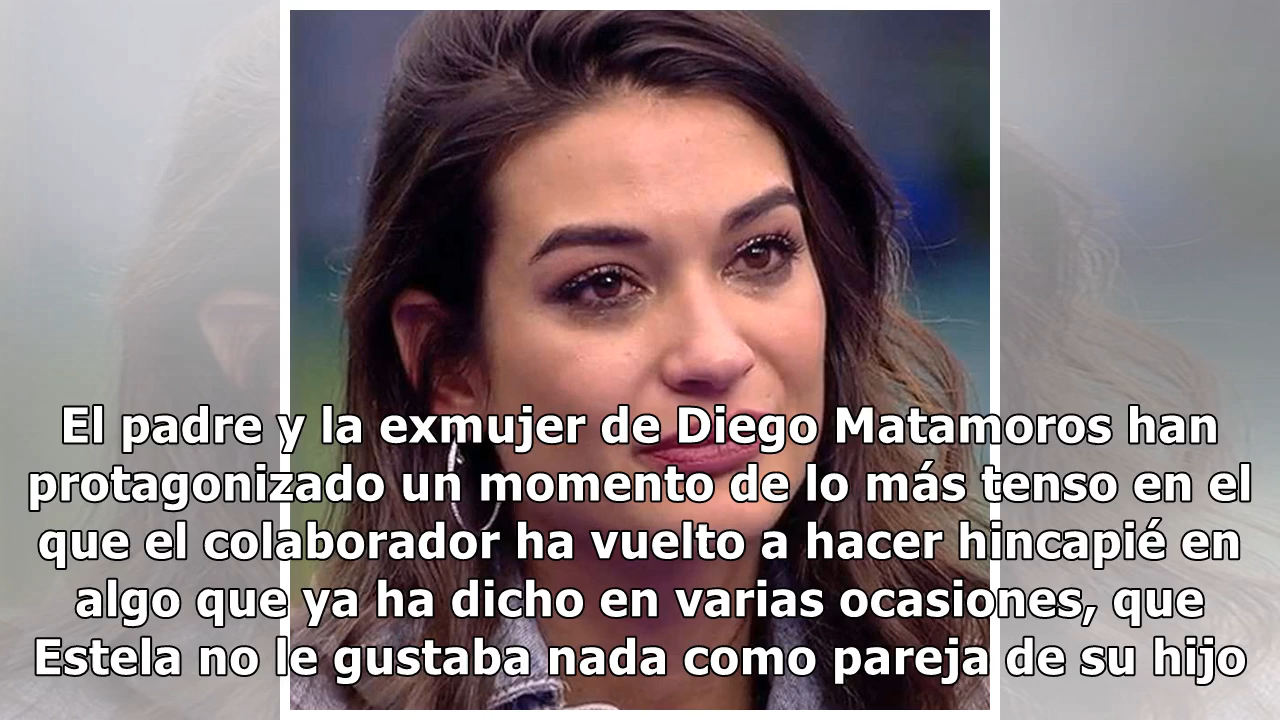 El padre y la exmujer de Diego Matamoros han
protagonizado un momento de lo más tenso en el
que el colaborador ha vuelto a hacer hincapié en
algo que ya ha dicho en varias ocasiones, que
Estela no le gustaba nada como pareja de su hijo